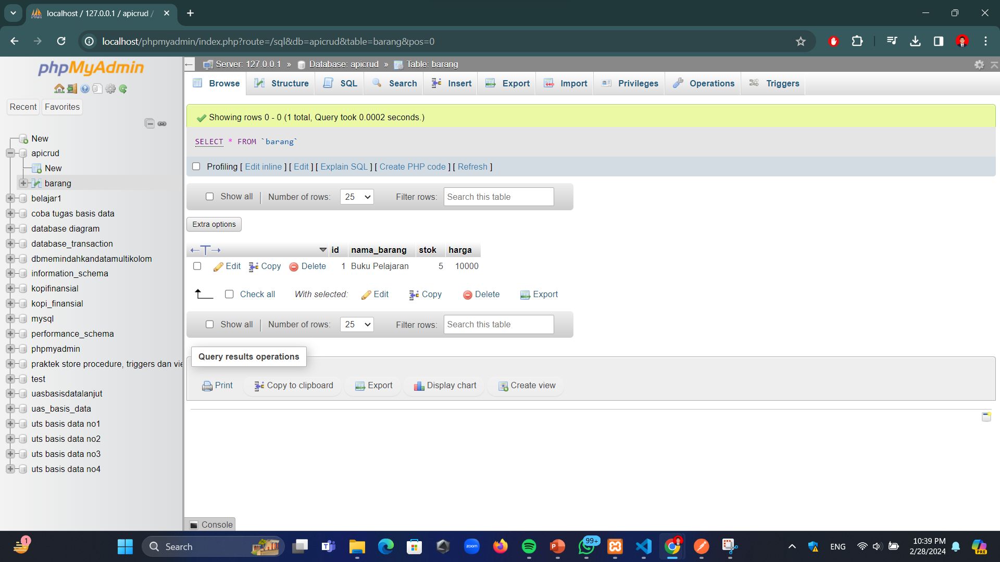 localhost / 127.0.0.1 / apicrud /
localhost/phpmyadmin/index.php?route=/sql&db=apicrud&table=barang&pos=0
phpMyAdmin
Recent
Favorites
New
apicrud
New
barang
belajar1
coba tugas basis data
database diagram
database_transaction
dbmemindahkandatamultikolom
information_schema
kopifinansial
kopi_finansial
mysql
performance_schema
phpmyadmin
praktek store procedure, triggers dan vie
test
uasbasisdatalanjut
uas_basis_data
uts basis data no1
uts basis data no2
uts basis data no3
uts basis data no4
Server: 127.0.0.1 » Database: apicrud » Table: barang
Browse Structure SQL Search Insert Export Import Privileges Operations Triggers
Showing rows 0 - 0 (1 total, Query took 0.0002 seconds.)
SELECT * FROM `barang`
Profiling [ Edit inline ] [ Edit ] [ Explain SQL ] [ Create PHP code ] [ Refresh ]
Show all | Number of rows: 25 Filter rows: Search this table
Extra options
←T→ id nama_barang stok harga
Edit Copy Delete 1 Buku Pelajaran 5 10000
Check all With selected: Edit Copy Delete Export
Show all | Number of rows: 25 Filter rows: Search this table
Query results operations
Print Copy to clipboard Export Display chart Create view
Console
1
Search
zoom
99+
ENG
10:39 PM
2/28/2024
PRE